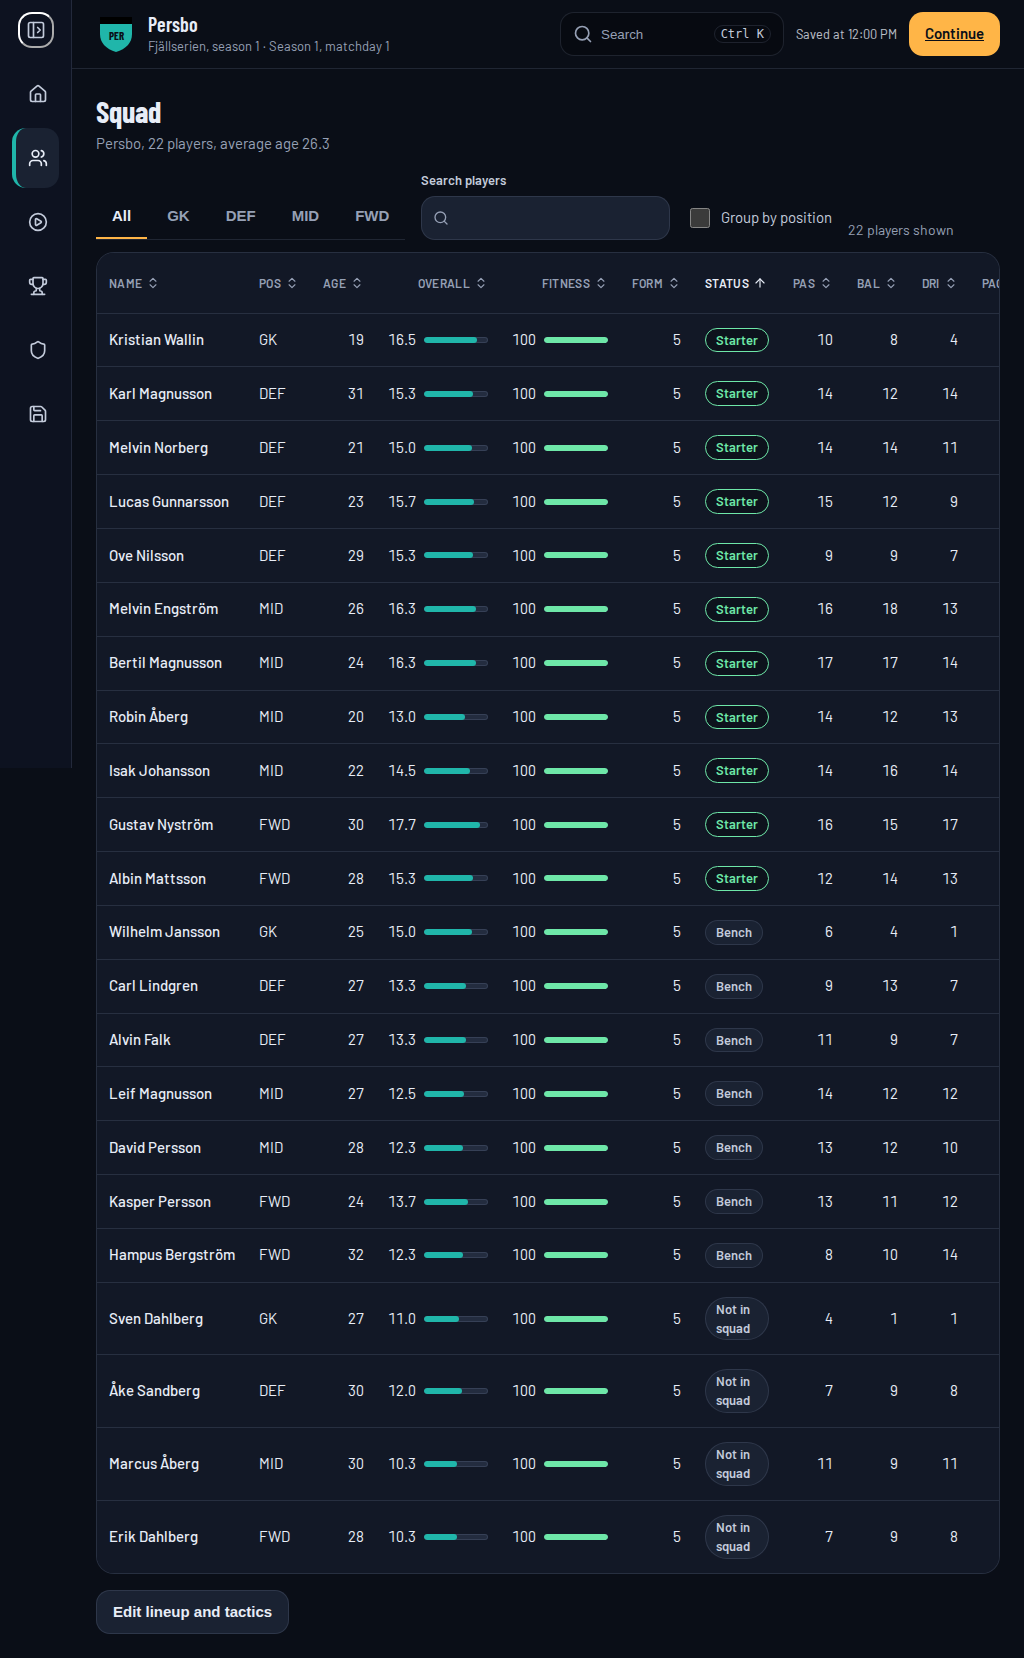 PER
Persbo
Fjällserien, season 1 · Season 1, matchday 1
Search Ctrl K
Saved at 12:00 PM
Continue
Squad
Persbo, 22 players, average age 26.3
Search players
All GK DEF MID FWD
Group by position
22 players shown
NAME POS AGE OVERALL FITNESS FORM STATUS PAS BAL DRI
Kristian Wallin GK 19 16.5 100 5 Starter 10 8 4
Karl Magnusson DEF 31 15.3 100 5 Starter 14 12 14
Melvin Norberg DEF 21 15.0 100 5 Starter 14 14 11
Lucas Gunnarsson DEF 23 15.7 100 5 Starter 15 12 9
Ove Nilsson DEF 29 15.3 100 5 Starter 9 9 7
Melvin Engström MID 26 16.3 100 5 Starter 16 18 13
Bertil Magnusson MID 24 16.3 100 5 Starter 17 17 14
Robin Åberg MID 20 13.0 100 5 Starter 14 12 13
Isak Johansson MID 22 14.5 100 5 Starter 14 16 14
Gustav Nyström FWD 30 17.7 100 5 Starter 16 15 17
Albin Mattsson FWD 28 15.3 100 5 Starter 12 14 13
Wilhelm Jansson GK 25 15.0 100 5 Bench 6 4 1
Carl Lindgren DEF 27 13.3 100 5 Bench 9 13 7
Alvin Falk DEF 27 13.3 100 5 Bench 11 9 7
Leif Magnusson MID 27 12.5 100 5 Bench 14 12 12
David Persson MID 28 12.3 100 5 Bench 13 12 10
Kasper Persson FWD 24 13.7 100 5 Bench 13 11 12
Hampus Bergström FWD 32 12.3 100 5 Bench 8 10 14
Sven Dahlberg GK 27 11.0 100 5 Not in squad 4 1 1
Åke Sandberg DEF 30 12.0 100 5 Not in squad 7 9 8
Marcus Åberg MID 30 10.3 100 5 Not in squad 11 9 11
Erik Dahlberg FWD 28 10.3 100 5 Not in squad 7 9 8
Edit lineup and tactics